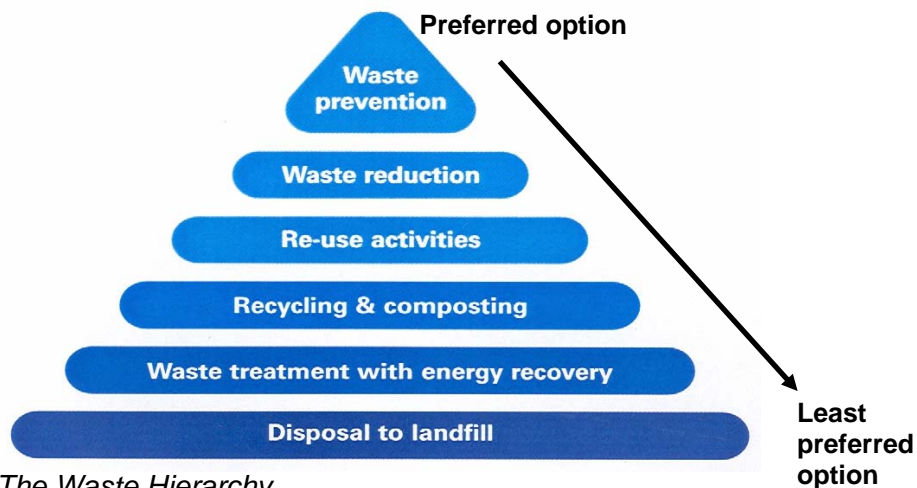 Preferred option
Waste
prevention
Waste reduction
Re-use activities
Recycling & composting
Waste treatment with energy recovery
Disposal to landfill
Least
preferred
option
The Waste Hierarchy